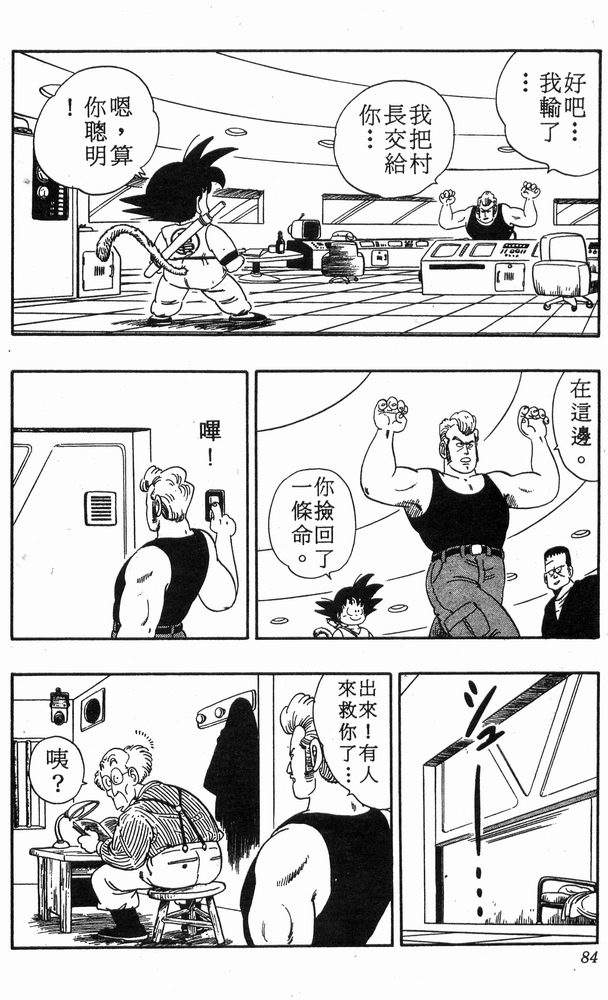 好吧…
我輸了
…
我把村
長交給
你…
嗯，算
你聰明
！
在這邊。
你撿回了
一條命。
嗶！
ジジ…
出來！有人
來救你了…
咦？
84